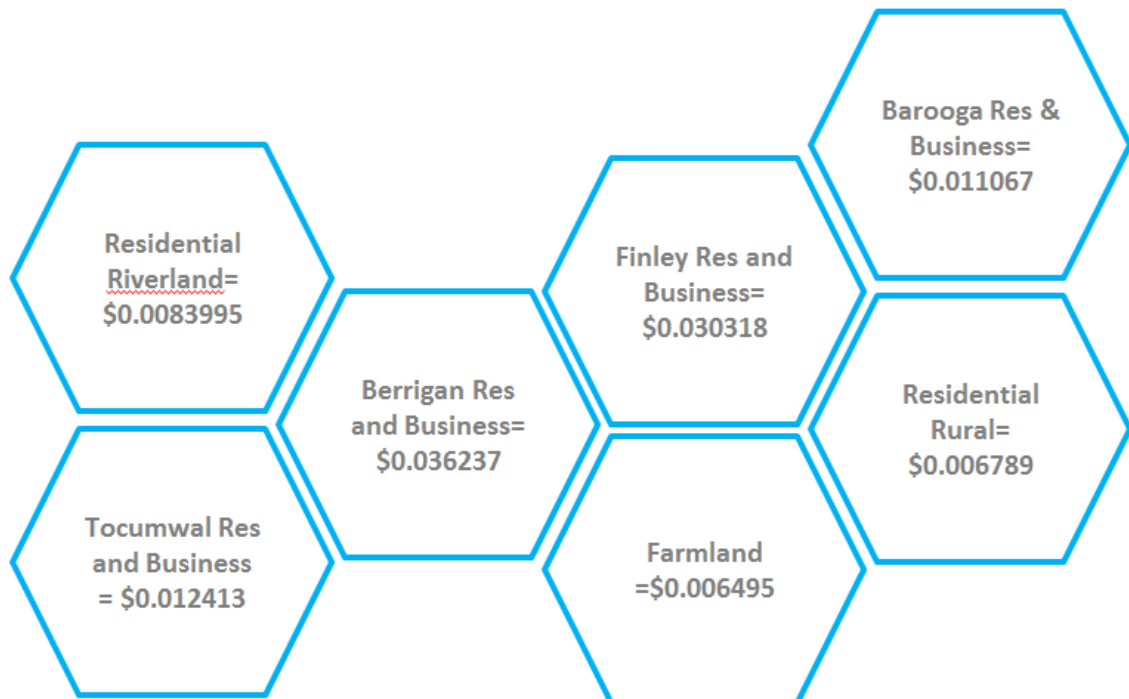 Residential
Riverland=
$0.0083995
Tocumwal Res
and Business
= $0.012413
Berrigan Res
and Business=
$0.036237
Finley Res and
Business=
$0.030318
Farmland
=$0.006495
Barooga Res &
Business=
$0.011067
Residential
Rural=
$0.006789